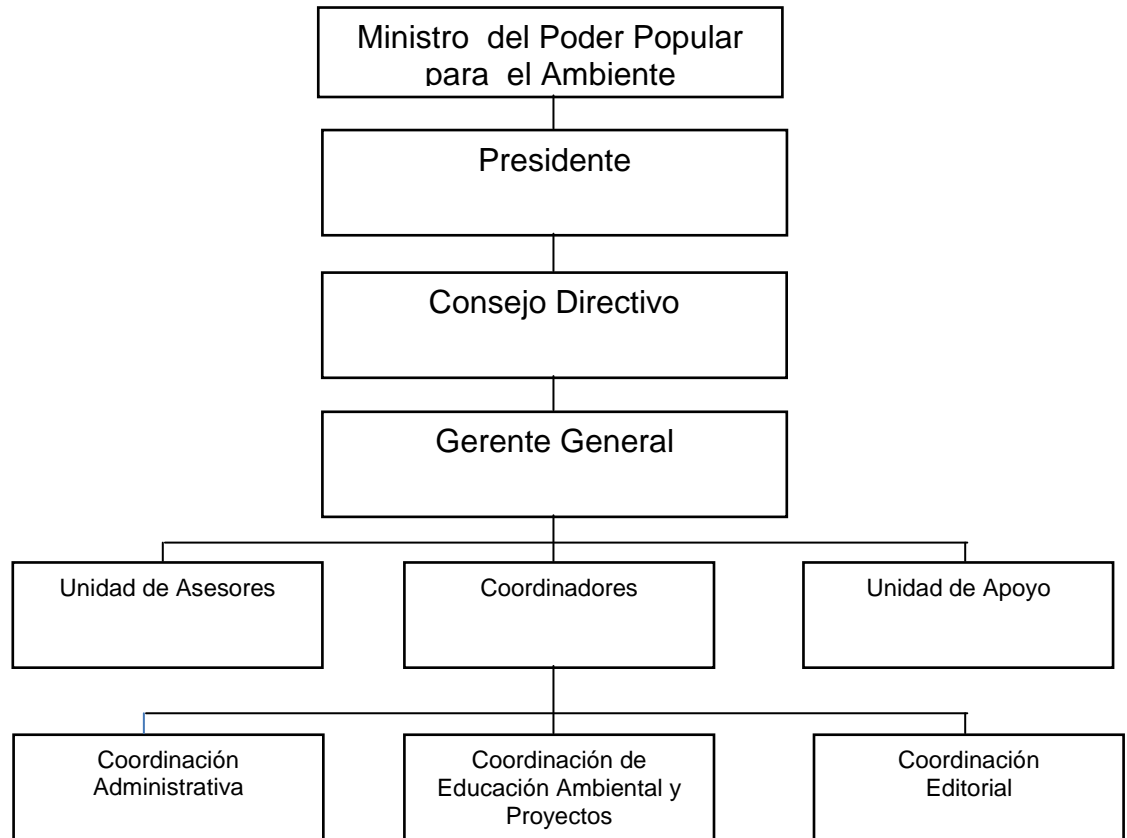 Ministro del Poder Popular
para el Ambiente
Presidente
Consejo Directivo
Gerente General
Unidad de Asesores
Coordinadores
Unidad de Apoyo
Coordinación
Administrativa
Coordinación de
Educación Ambiental y
Proyectos
Coordinación
Editorial